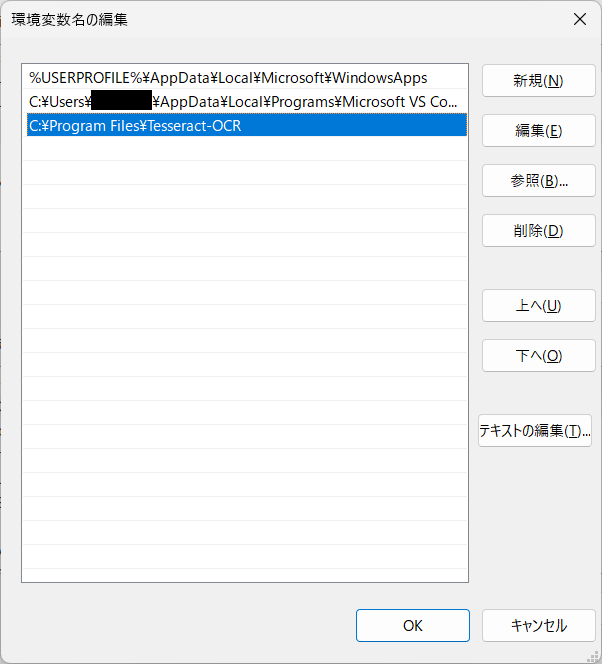 環境変数名の編集
%USERPROFILE%¥AppData¥Local¥Microsoft¥WindowsApps
C:¥Users¥ ¥AppData¥Local¥Programs¥Microsoft VS Co...
C:¥Program Files¥Tesseract-OCR
新規(N)
編集(E)
参照(B)...
削除(D)
上へ(U)
下へ(O)
テキストの編集(T)...
OK
キャンセル